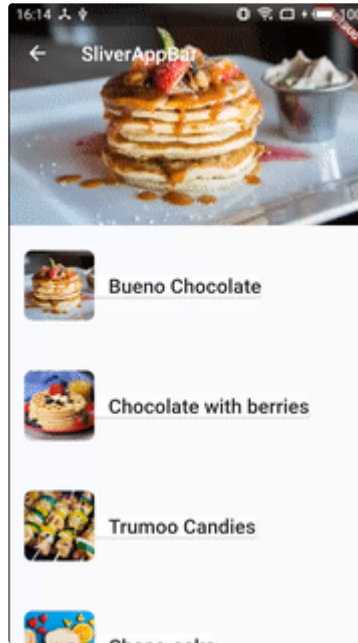 16:14
SliverAppBar
Bueno Chocolate
Chocolate with berries
Trumoo Candies